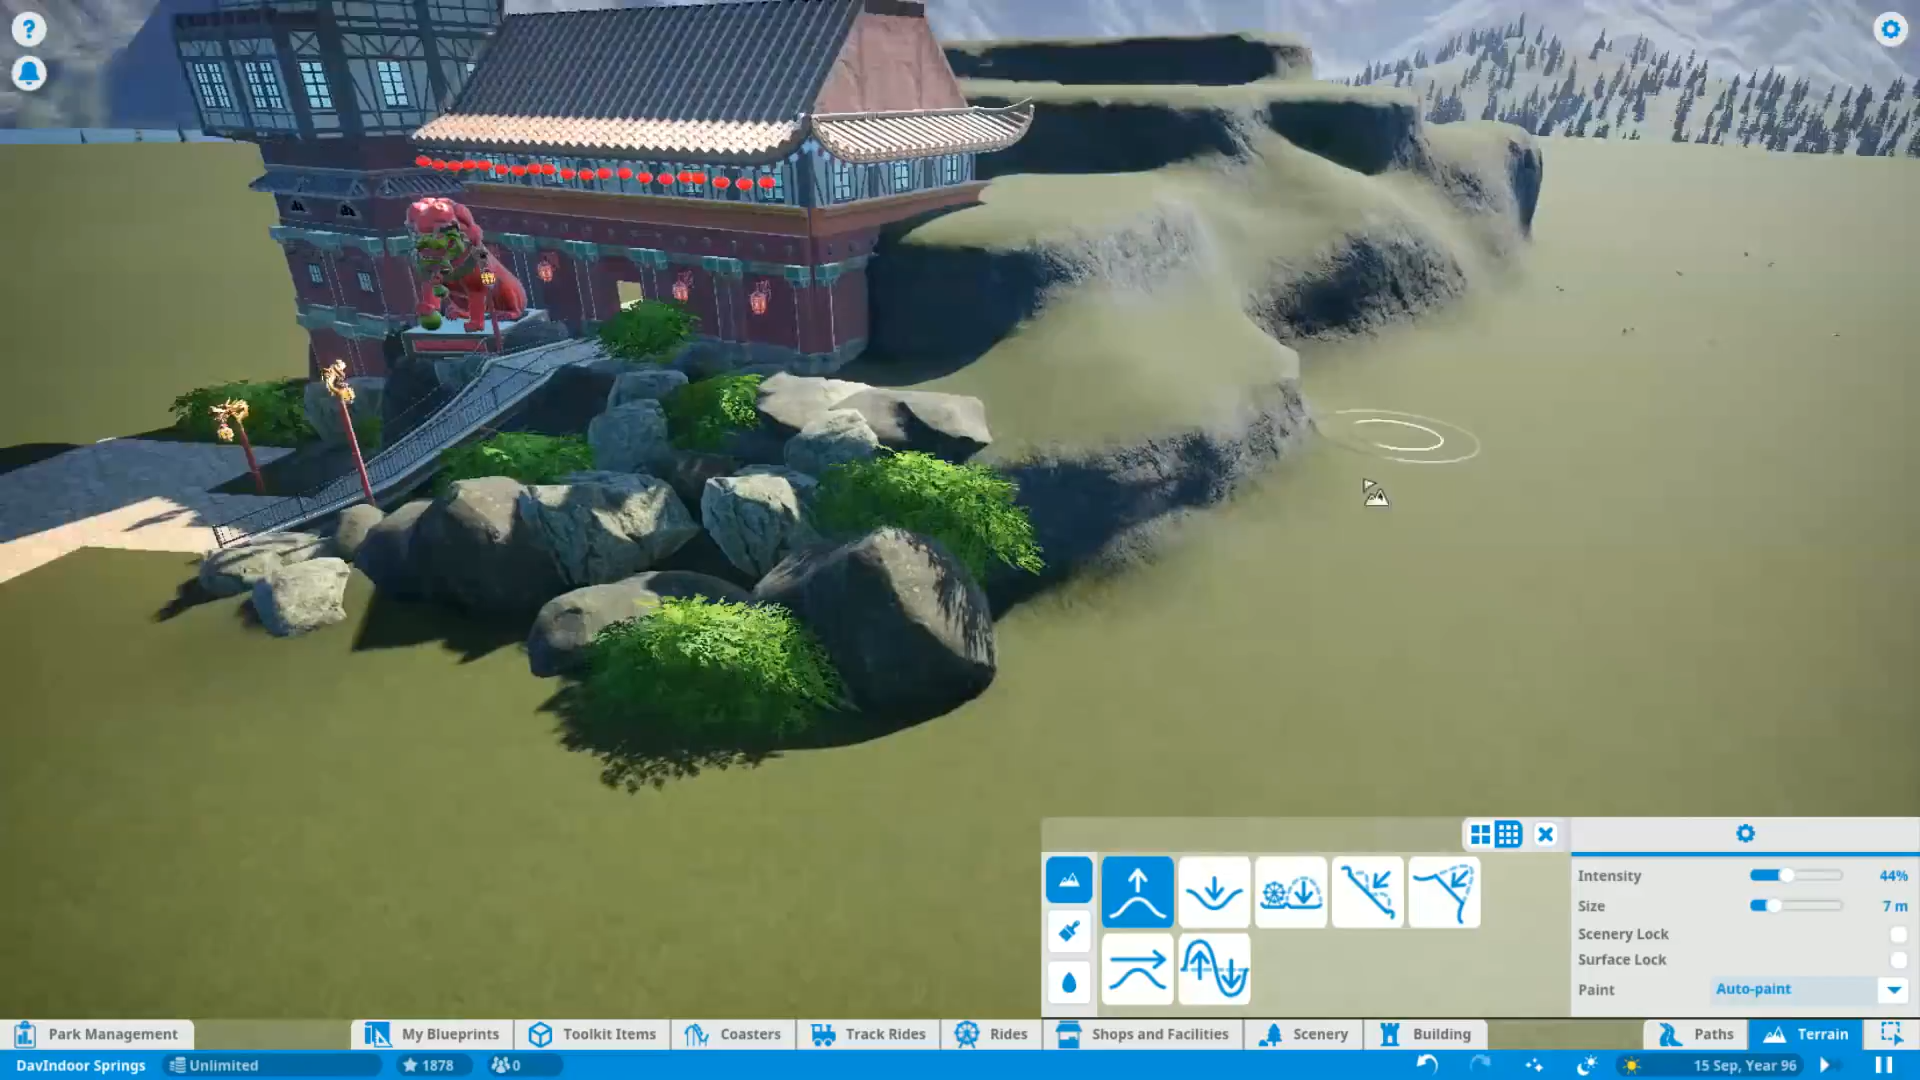 ?
Intensity 44%
Size 7 m
Scenery Lock
Surface Lock
Paint Auto-paint
Park Management My Blueprints Toolkit Items Coasters Track Rides Rides Shops and Facilities Scenery Building Paths Terrain
DavIndoor Springs Unlimited 1878 0 15 Sep, Year 96